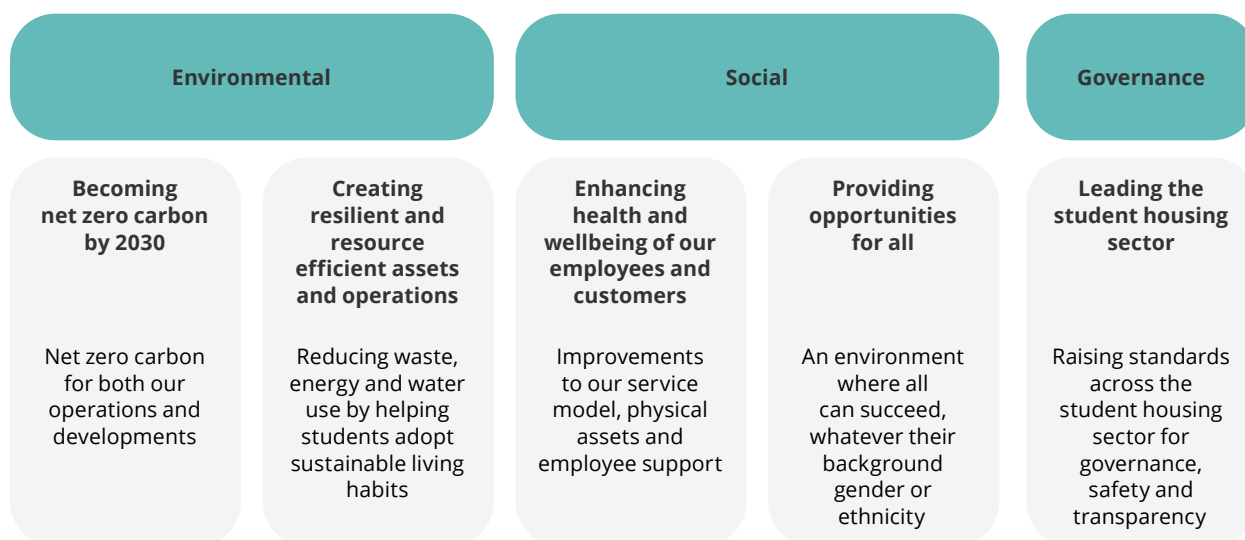 Environmental
Social
Governance
Becoming
net zero carbon
by 2030
Net zero carbon
for both our
operations and
developments
Creating
resilient and
resource
efficient assets
and operations
Reducing waste,
energy and water
use by helping
students adopt
sustainable living
habits
Enhancing
health and
wellbeing of our
employees and
customers
Improvements
to our service
model, physical
assets and
employee support
Providing
opportunities
for all
An environment
where all
can succeed,
whatever their
background
gender or
ethnicity
Leading the
student housing
sector
Raising standards
across the
student housing
sector for
governance,
safety and
transparency